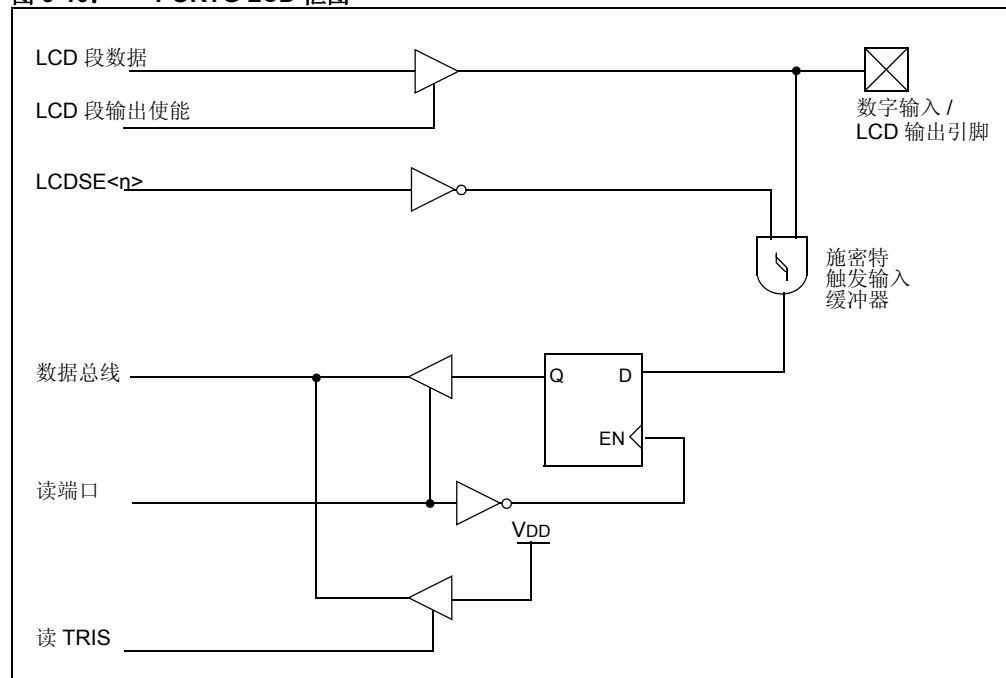 LCD 段数据
LCD 段输出使能
数字输入 /
LCD 输出引脚
LCDSE<n>
施密特
触发输入
缓冲器
数据总线
Q
D
EN
读端口
VDD
读 TRIS